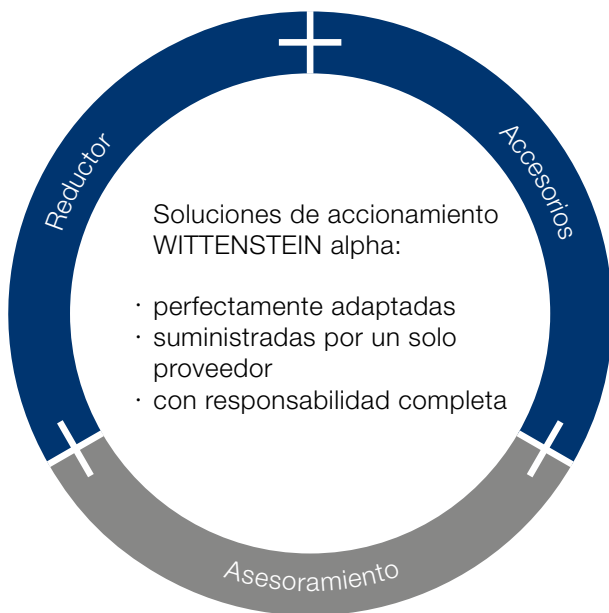 Reductor
Accesorios
Soluciones de accionamiento
WITTENSTEIN alpha:
· perfectamente adaptadas
· suministradas por un solo
proveedor
· con responsabilidad completa
Asesoramiento